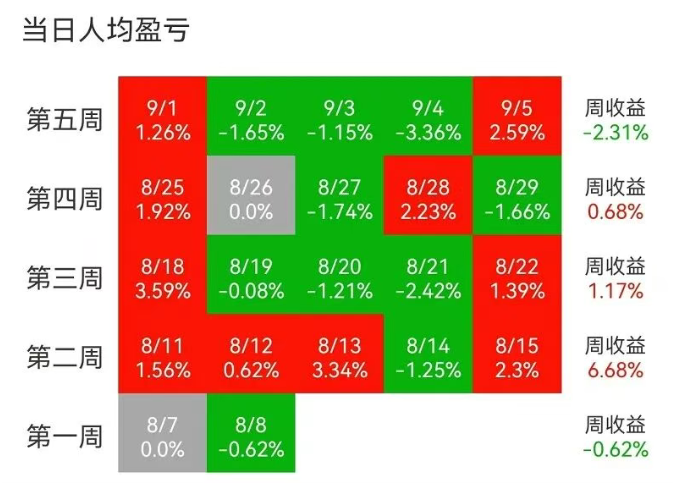 当日人均盈亏
第五周 9/1 9/2 9/3 9/4 9/5 周收益
1.26% -1.65% -1.15% -3.36% 2.59% -2.31%
第四周 8/25 8/26 8/27 8/28 8/29 周收益
1.92% 0.0% -1.74% 2.23% -1.66% 0.68%
第三周 8/18 8/19 8/20 8/21 8/22 周收益
3.59% -0.08% -1.21% -2.42% 1.39% 1.17%
第二周 8/11 8/12 8/13 8/14 8/15 周收益
1.56% 0.62% 3.34% -1.25% 2.3% 6.68%
第一周 8/7 8/8 周收益
0.0% -0.62% -0.62%